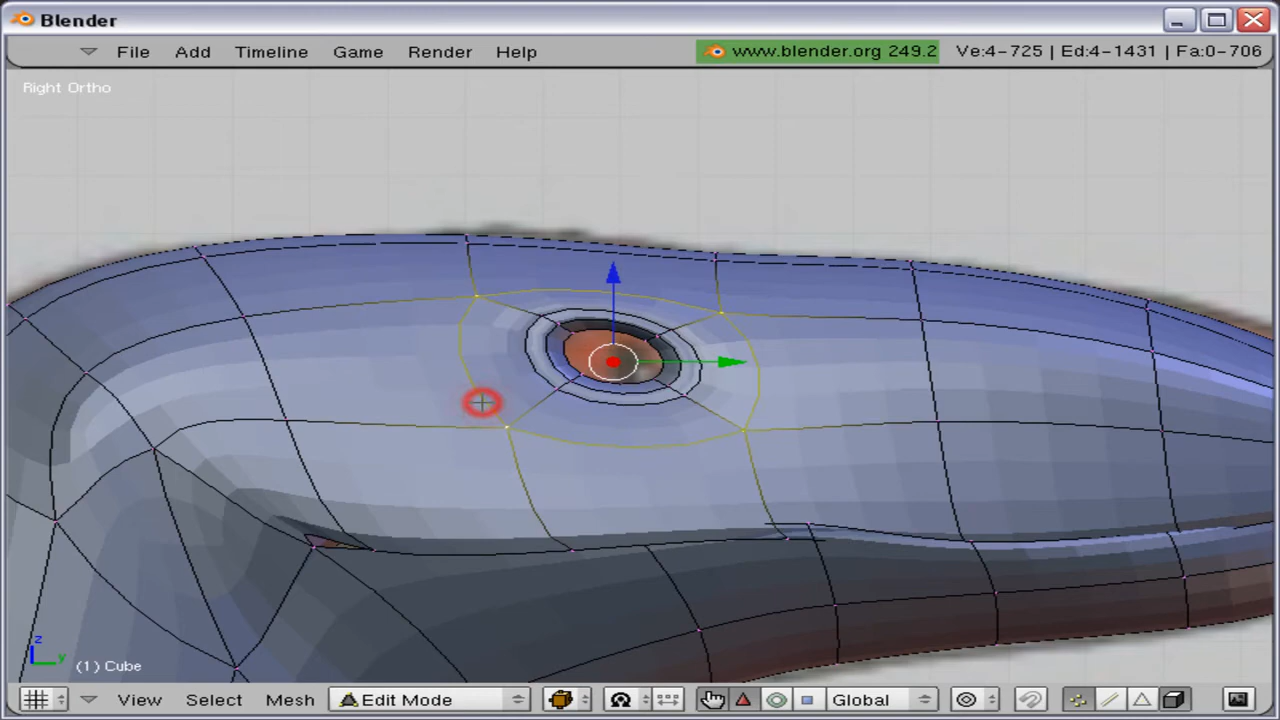 Blender
File Add Timeline Game Render Help www.blender.org 249.2 Ve:4-725 | Ed:4-1431 | Fa:0-706
Right Ortho
z
y
(1) Cube
View Select Mesh Edit Mode Global